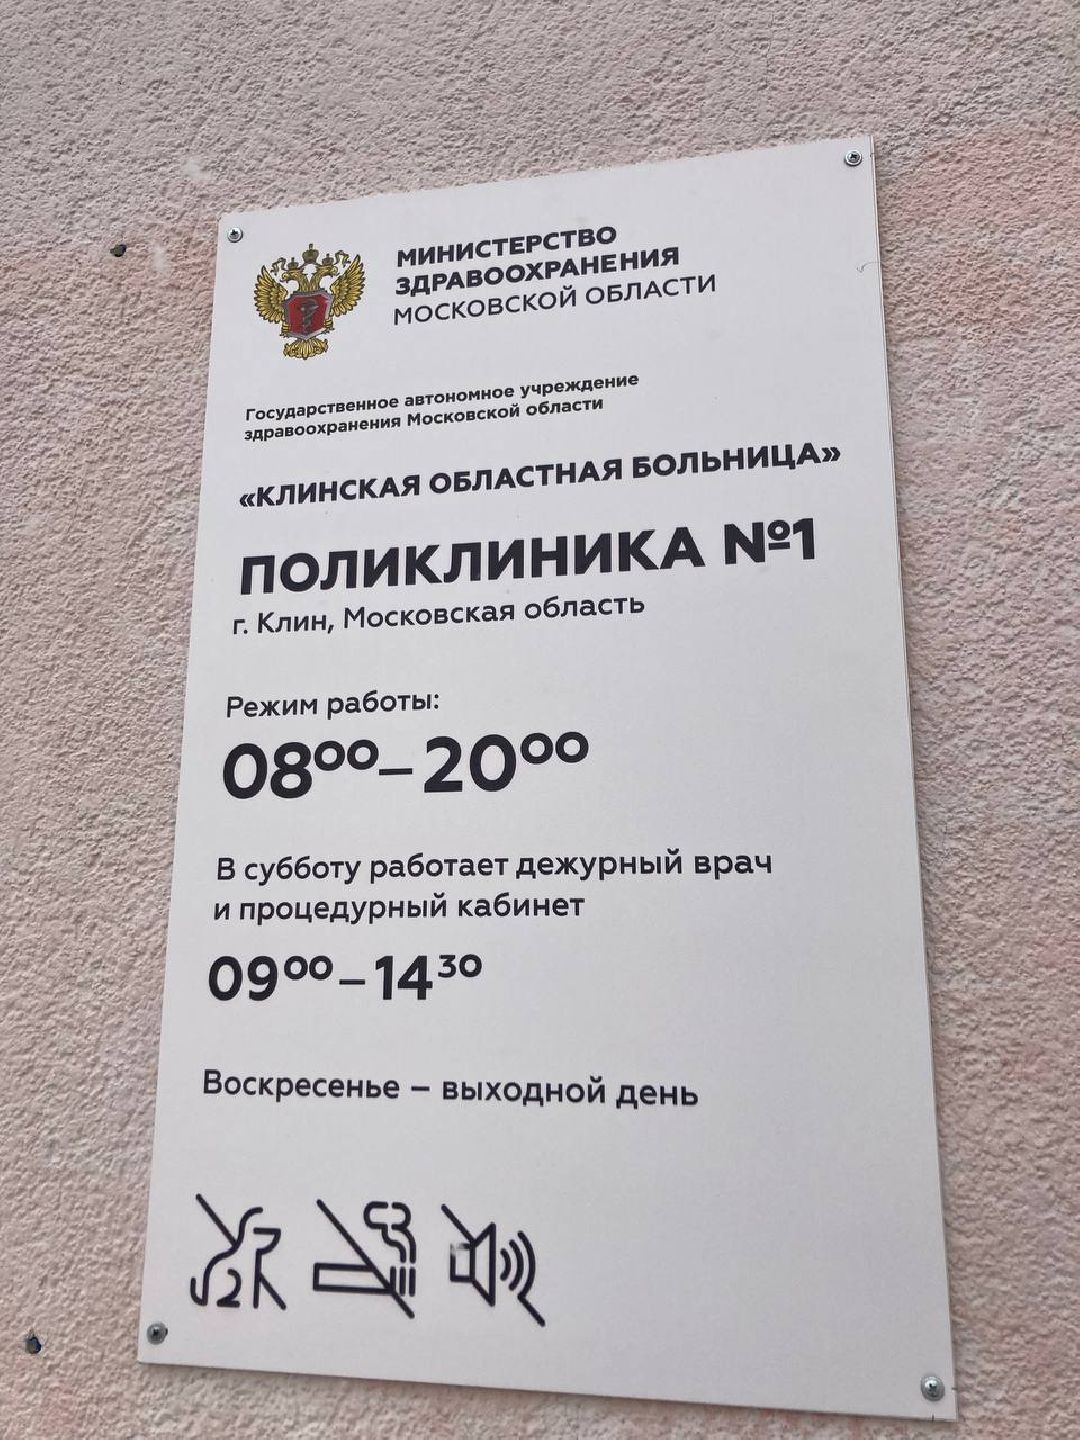 МИНИСТЕРСТВО
ЗДРАВООХРАНЕНИЯ
МОСКОВСКОЙ ОБЛАСТИ
Государственное автономное учреждение
здравоохранения Московской области
«КЛИНСКАЯ ОБЛАСТНАЯ БОЛЬНИЦА»
ПОЛИКЛИНИКА №1
г. Клин, Московская область
Режим работы:
08⁰⁰–20⁰⁰
В субботу работает дежурный врач
и процедурный кабинет
09⁰⁰–14³⁰
Воскресенье – выходной день